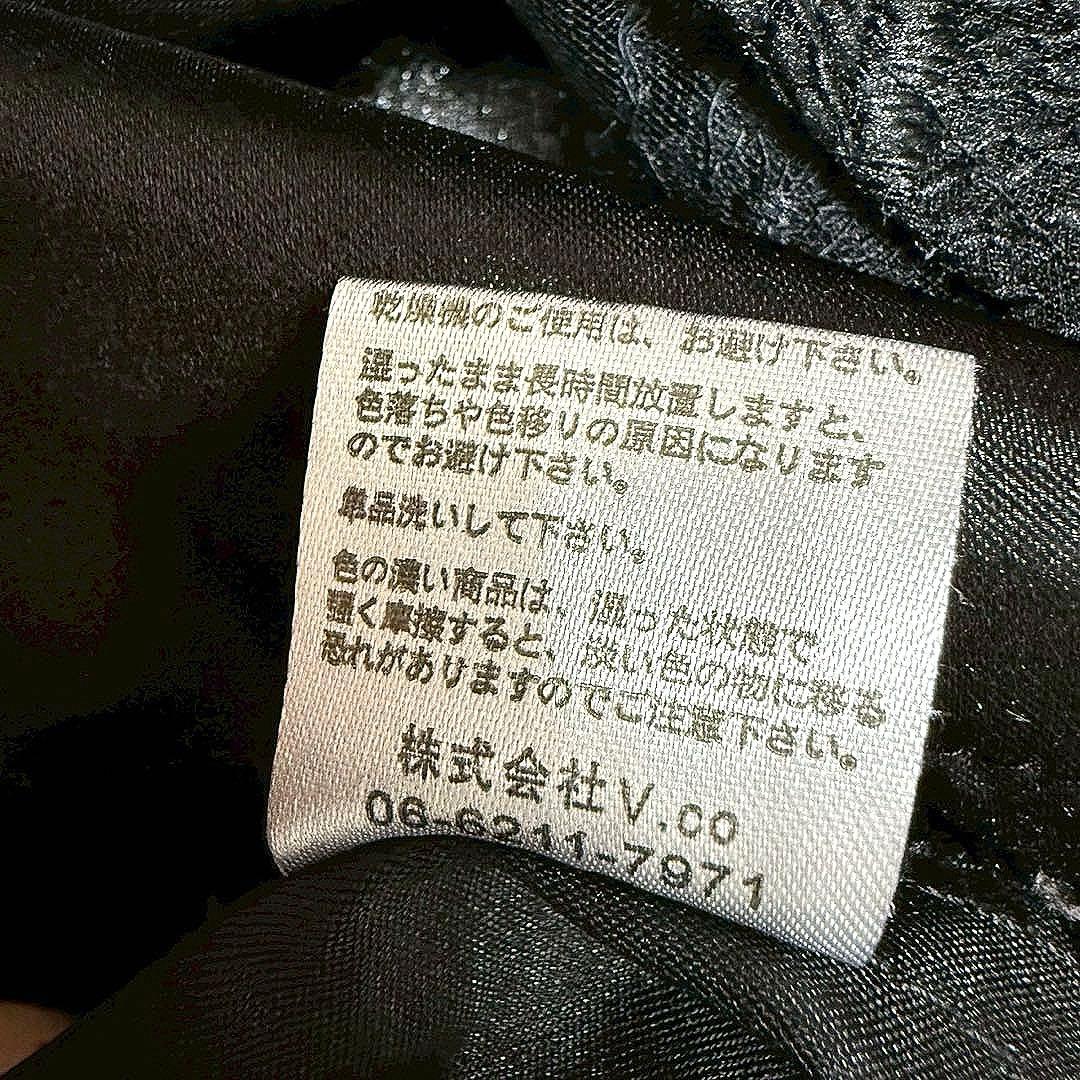 乾燥機のご使用は、お避け下さい。
湿ったまま長時間放置しますと、
色落ちや色移りの原因になります
のでお避け下さい。
単品洗いして下さい。
色の濃い商品は、湿った状態で
強く摩擦すると、淡い色の物に移る
恐れがありますのでご注意下さい。
株式会社V.co
06-6211-7971